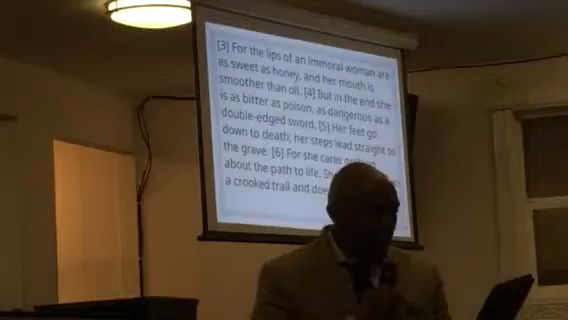 [3] For the lips of an immoral woman are
as sweet as honey, and her mouth is
smoother than oil. [4] But in the end she
is as bitter as poison, as dangerous as a
double-edged sword. [5] Her feet go
down to death; her steps lead straight to
the grave. [6] For she cares
about the path to life.
a crooked trail and